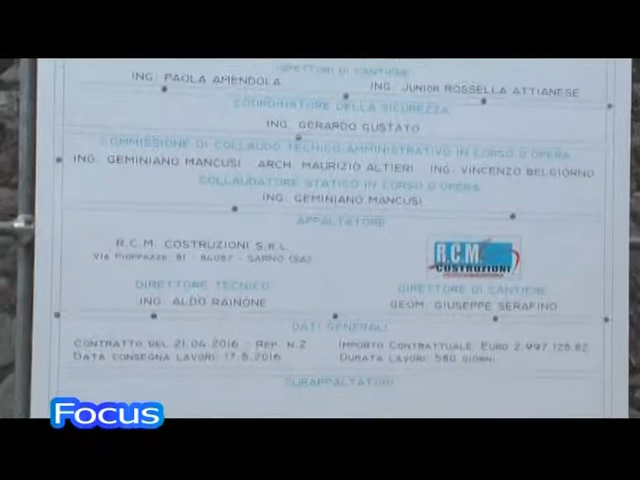 ISPETTORI DI CANTIERE
ING. PAOLA AMENDOLA ING. JUNIOR ROSSELLA ATTIANESE
COORDINATORE DELLA SICUREZZA
ING. GERARDO GUSTATO
COMMISSIONE DI COLLAUDO TECNICO AMMINISTRATIVO IN CORSO D'OPERA
ING. GEMINIANO MANCUSI ARCH. MAURIZIO ALTIERI ING. VINCENZO BELGIORNO
COLLAUDATORE STATICO IN CORSO D'OPERA
ING. GEMINIANO MANCUSI
APPALTATORE
R.C.M. COSTRUZIONI S.R.L.
VIA PIOPPAZZE, 81 - 84087 - SARNO (SA)
R.C.M.
COSTRUZIONI
DIRETTORE TECNICO
ING. ALDO RAINONE
DIRETTORE DI CANTIERE
GEOM. GIUSEPPE SERAFINO
DATI GENERALI
CONTRATTO DEL 21.04.2016 - REP. N.2 IMPORTO CONTRATTUALE: EURO 2.997.125,82
DATA CONSEGNA LAVORI: 17.5.2016 DURATA LAVORI: 580 GIORNI
SUBAPPALTATORI
Focus